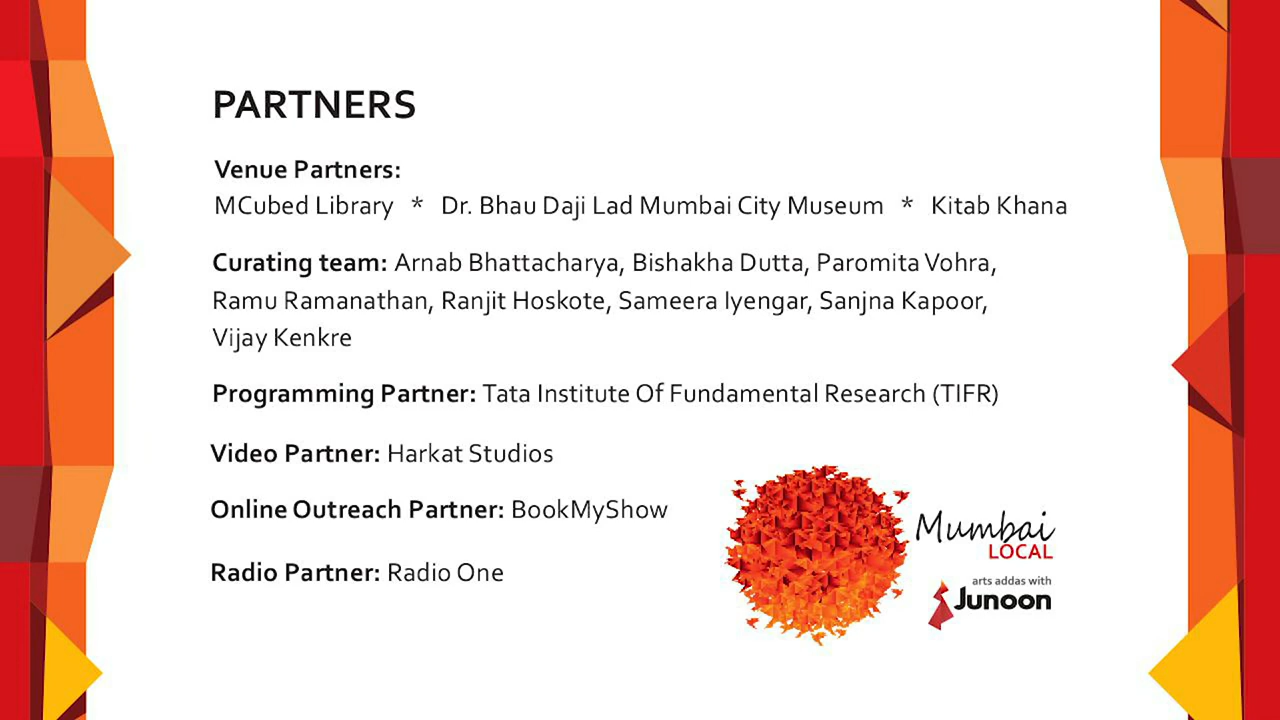 PARTNERS
Venue Partners:
MCubed Library * Dr. Bhau Daji Lad Mumbai City Museum * Kitab Khana
Curating team: Arnab Bhattacharya, Bishakha Dutta, Paromita Vohra,
Ramu Ramanathan, Ranjit Hoskote, Sameera Iyengar, Sanjna Kapoor,
Vijay Kenkre
Programming Partner: Tata Institute Of Fundamental Research (TIFR)
Video Partner: Harkat Studios
Online Outreach Partner: BookMyShow
Radio Partner: Radio One
Mumbai
LOCAL
arts addas with
Junoon